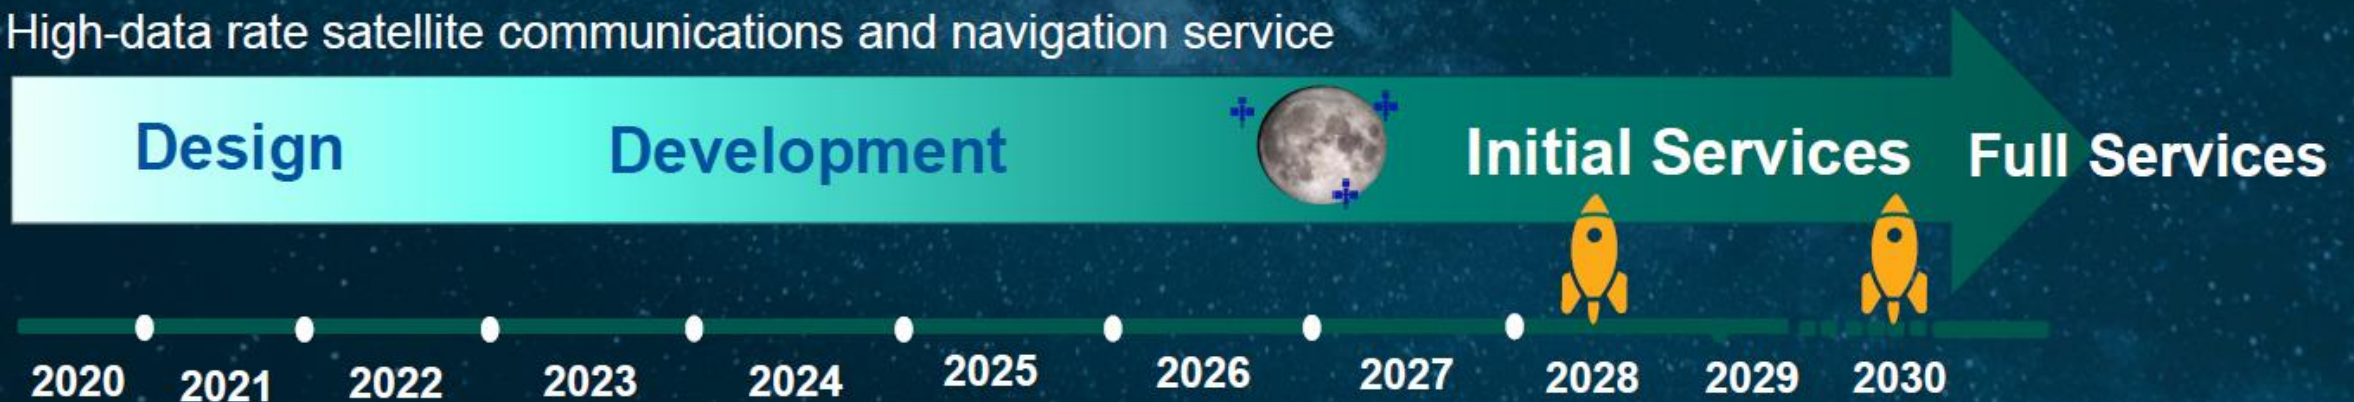 High-data rate satellite communications and navigation service
Design Development Initial Services Full Services
2020 2021 2022 2023 2024 2025 2026 2027 2028 2029 2030